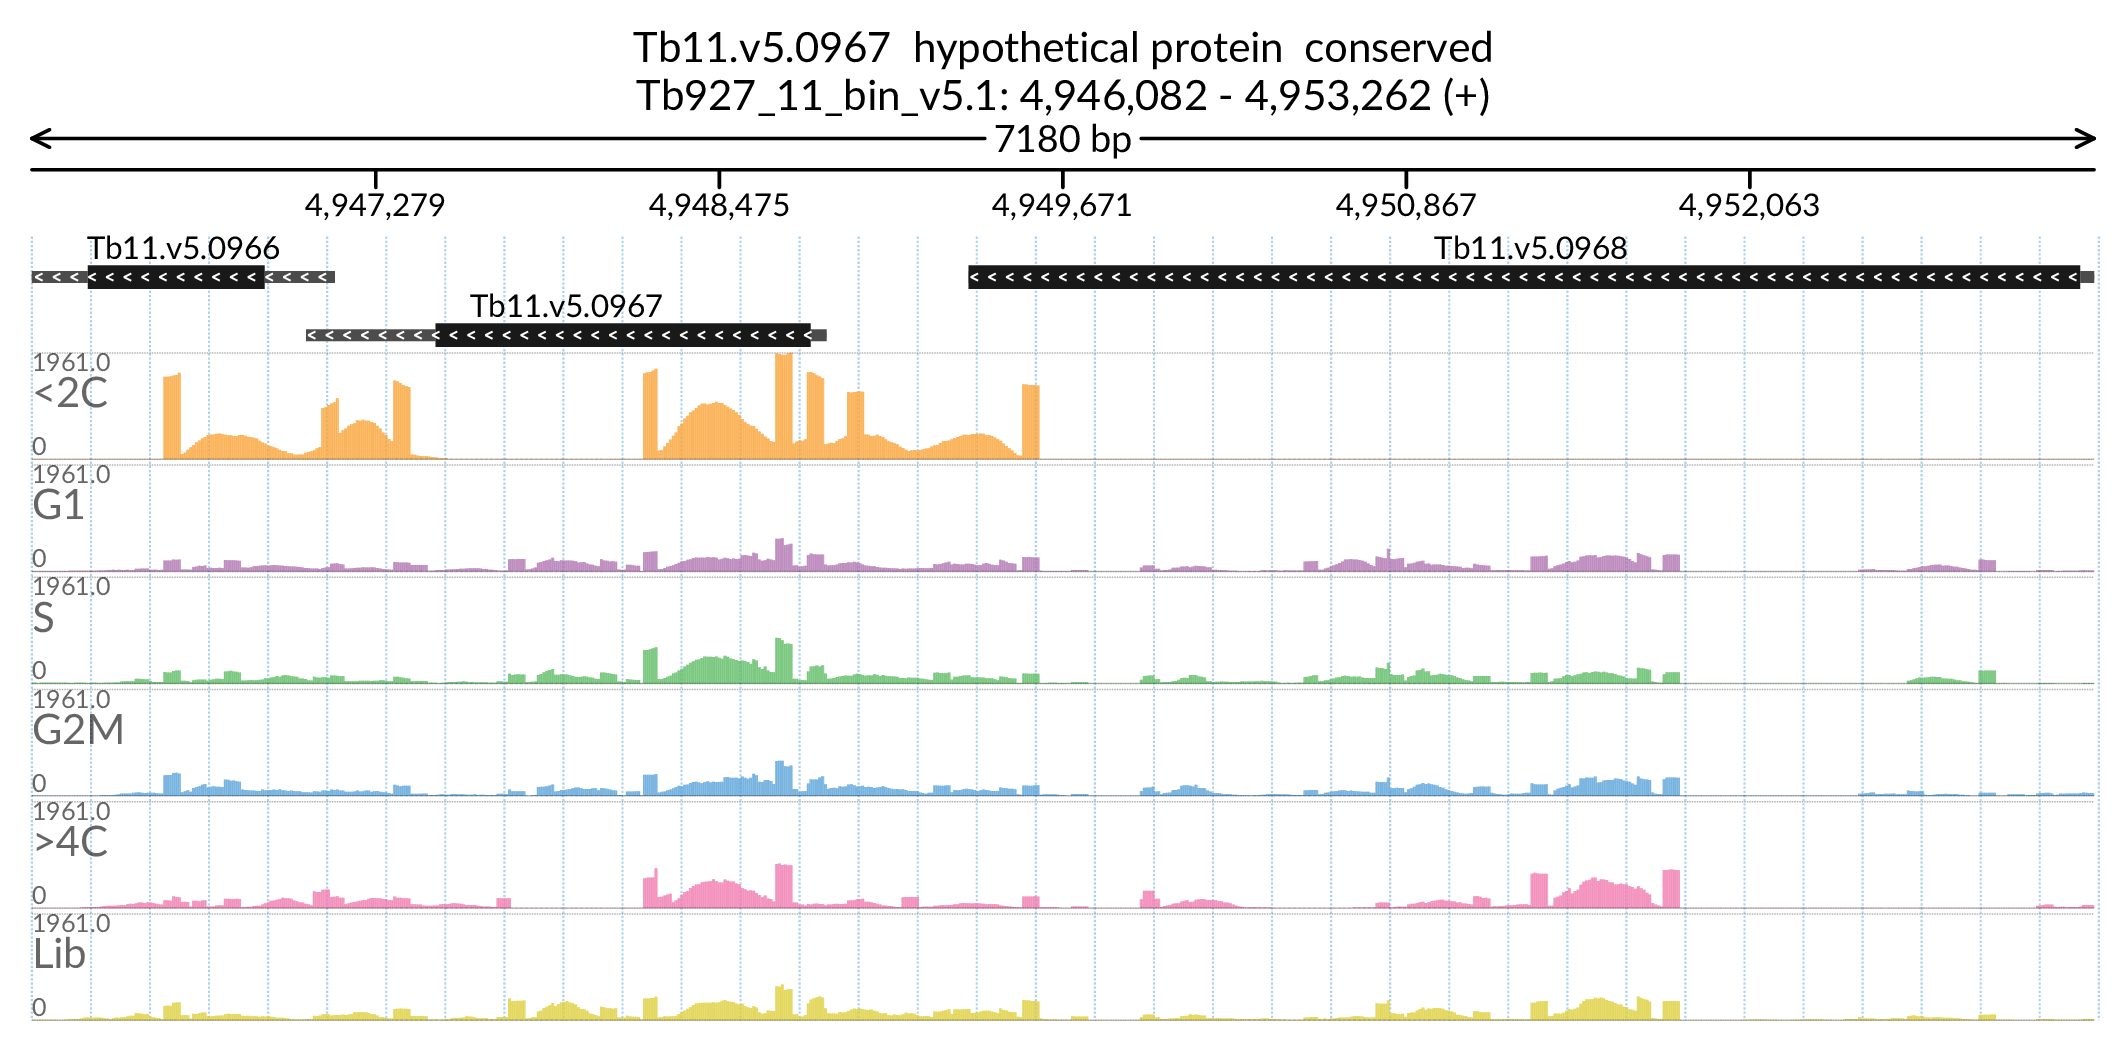 Tb11.v5.0967  hypothetical protein  conserved
Tb927_11_bin_v5.1: 4,946,082 - 4,953,262 (+)
7180 bp
4,947,279 4,948,475 4,949,671 4,950,867 4,952,063
Tb11.v5.0966 Tb11.v5.0968
Tb11.v5.0967
1961.0
<2C
0
1961.0
G1
0
1961.0
S
0
1961.0
G2M
0
1961.0
>4C
0
1961.0
Lib
0